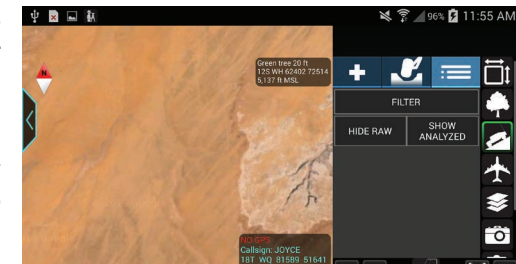 96% 11:55 AM
Green tree 20 ft
12S WH 62402 72514
5,137 ft MSL
FILTER
HIDE RAW
SHOW
ANALYZED
NO GPS
Callsign: JOYCE
18T WQ 81589 51641